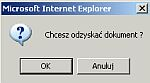 Microsoft Internet Explorer
Chcesz odzyskać dokument ?
OK
Anuluj